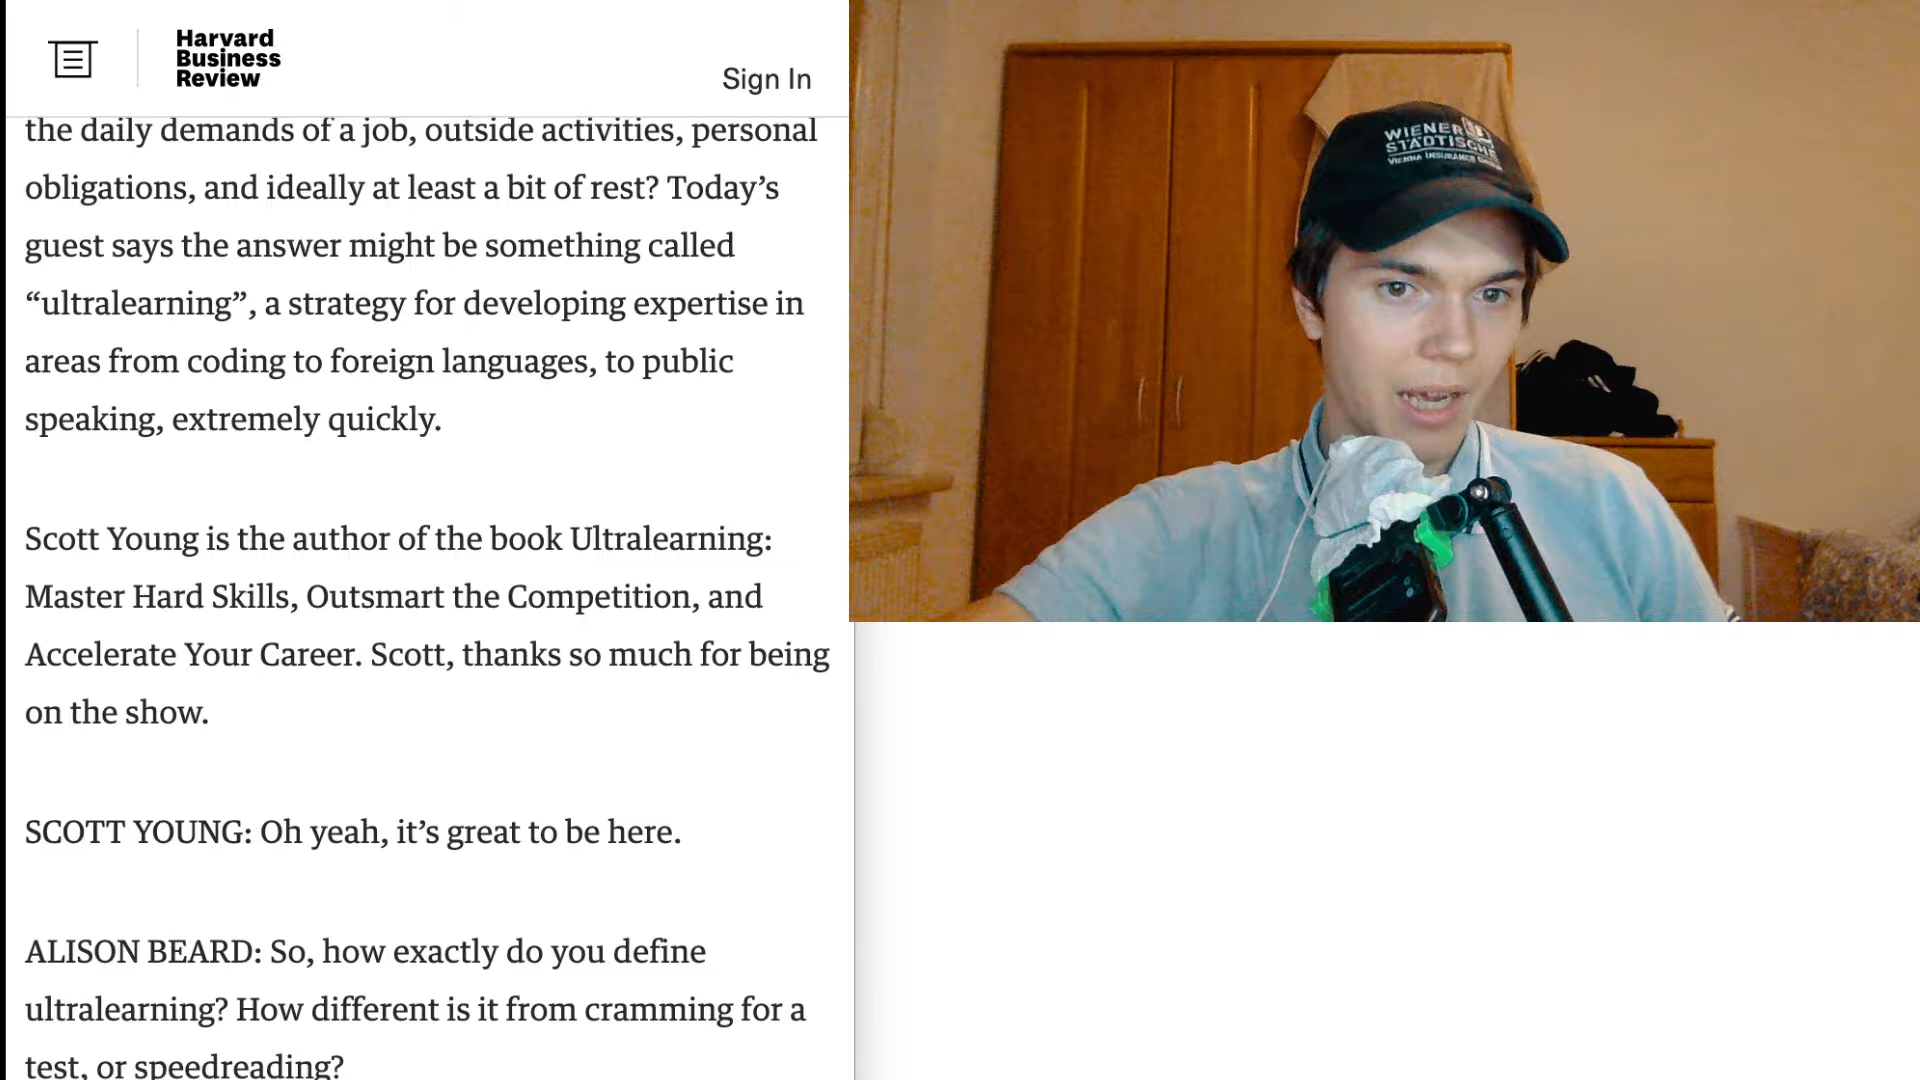 Harvard
Business
Review
Sign In
the daily demands of a job, outside activities, personal
obligations, and ideally at least a bit of rest? Today’s
guest says the answer might be something called
“ultralearning”, a strategy for developing expertise in
areas from coding to foreign languages, to public
speaking, extremely quickly.
Scott Young is the author of the book Ultralearning:
Master Hard Skills, Outsmart the Competition, and
Accelerate Your Career. Scott, thanks so much for being
on the show.
SCOTT YOUNG: Oh yeah, it’s great to be here.
ALISON BEARD: So, how exactly do you define
ultralearning? How different is it from cramming for a
test, or speedreading?
WIENER
STÄDTISCHE
VIENNA INSURANCE GROUP